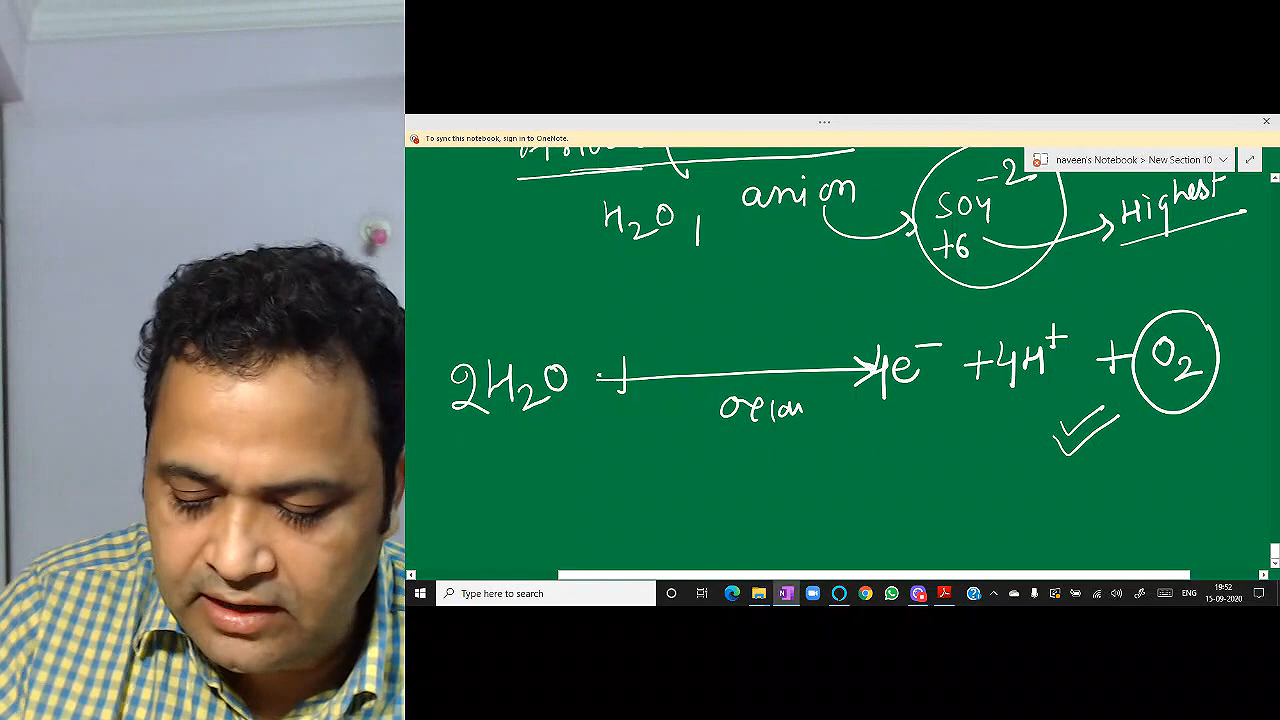 To sync this notebook, sign in to OneNote.
naveen's Notebook > New Section 10
H2O, anion SO4-2 Highest
+6
2H2O + → 4e- + 4H+ + O2
Type here to search
ENG
19:52
15-09-2020